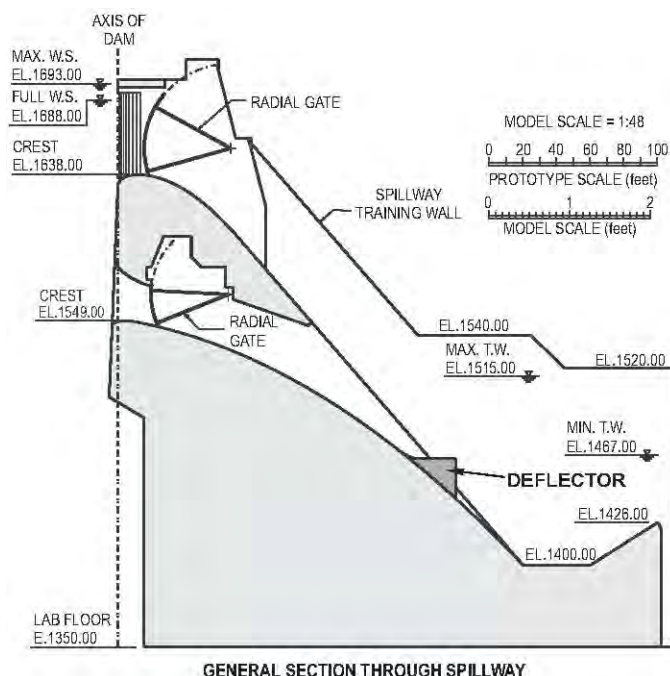 AXIS OF
DAM
MAX. W.S.
EL.1693.00
FULL W.S.
EL.1688.00
RADIAL GATE
MODEL SCALE = 1:48
0 20 40 60 80 100
PROTOTYPE SCALE (feet)
0 1 2
MODEL SCALE (feet)
CREST
EL.1638.00
SPILLWAY
TRAINING WALL
CREST
EL.1549.00
RADIAL
GATE
EL.1540.00
MAX. T.W.
EL.1515.00
EL.1520.00
MIN. T.W.
EL.1467.00
DEFLECTOR
EL.1426.00
EL.1400.00
LAB FLOOR
E.1350.00
GENERAL SECTION THROUGH SPILLWAY